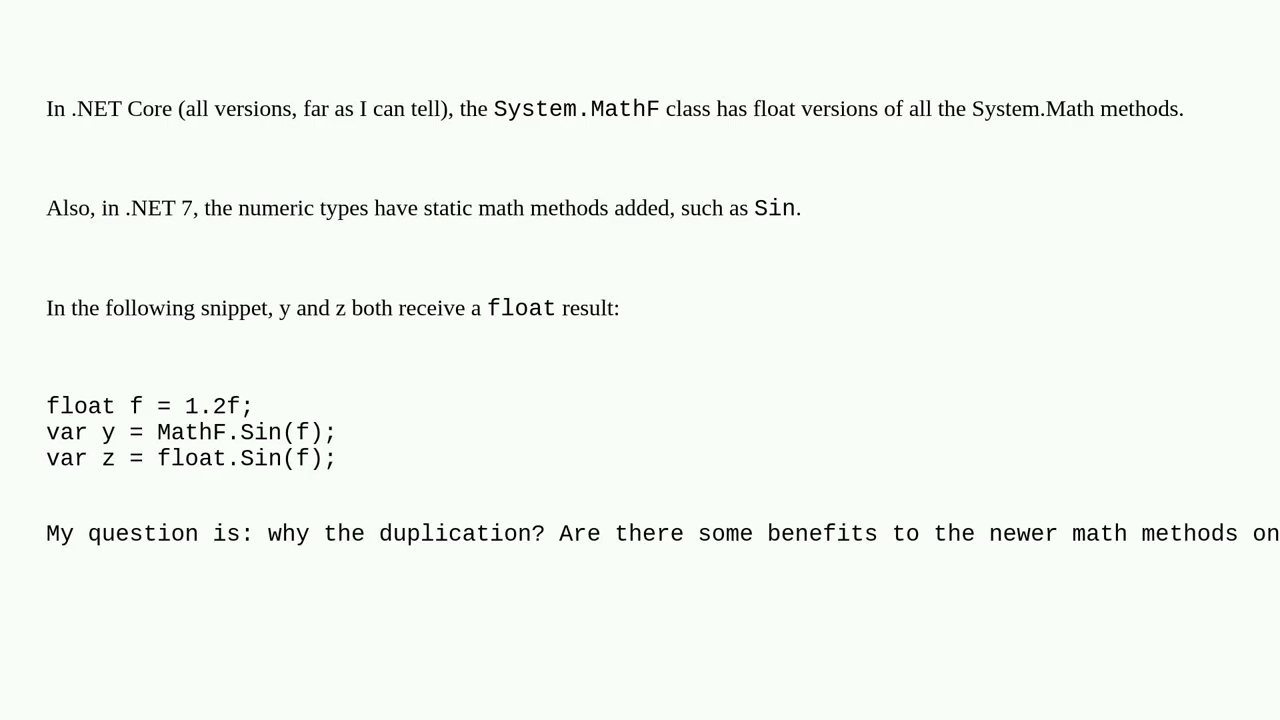 In .NET Core (all versions, far as I can tell), the System.MathF class has float versions of all the System.Math methods.
Also, in .NET 7, the numeric types have static math methods added, such as Sin.
In the following snippet, y and z both receive a float result:
float f = 1.2f;
var y = MathF.Sin(f);
var z = float.Sin(f);
My question is: why the duplication? Are there some benefits to the newer math methods on